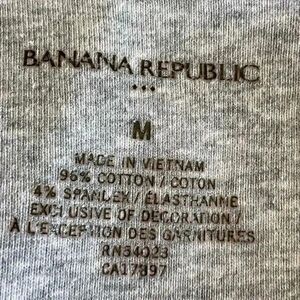 BANANA REPUBLIC
M
MADE IN VIETNAM
96% COTTON / COTON
4% SPANDEX / ÉLASTHANNE
EXCLUSIVE OF DECORATION /
À L'EXCEPTION DES GARNITURES
RN54023
CA17897